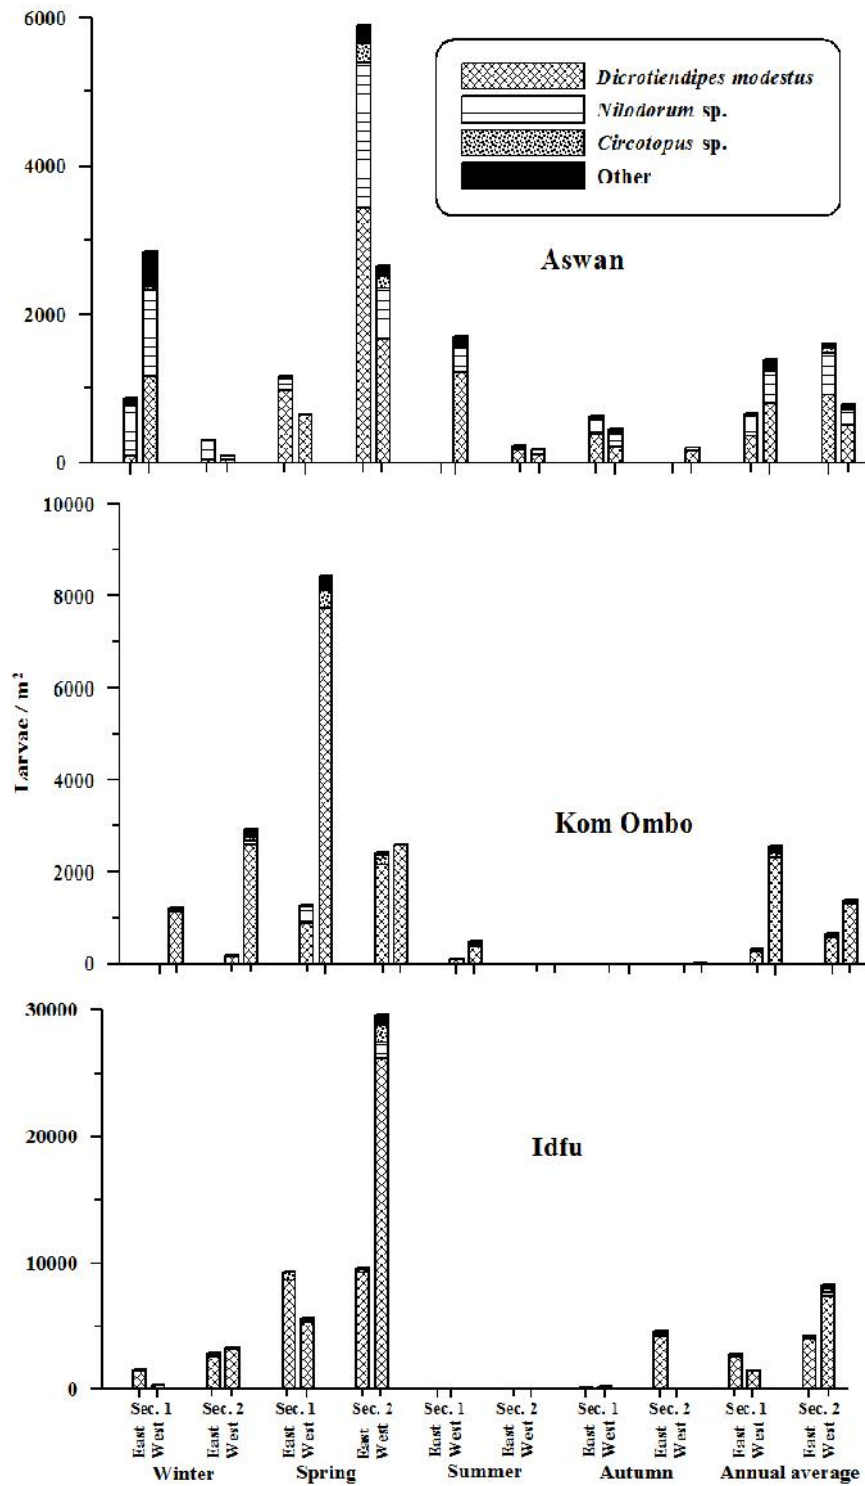 6000
4000
2000
0
Dicrotiendipes modestus
Nilodorum sp.
Circotopus sp.
Other
Aswan
10000
8000
6000
4000
2000
0
Larvae / m²
Kom Ombo
30000
20000
10000
0
Idfu
Sec. 1 Sec. 2 Sec. 1 Sec. 2 Sec. 1 Sec. 2 Sec. 1 Sec. 2 Sec. 1 Sec. 2
East West East West East West East West East West East West East West East West East West East West
Winter Spring Summer Autumn Annual average